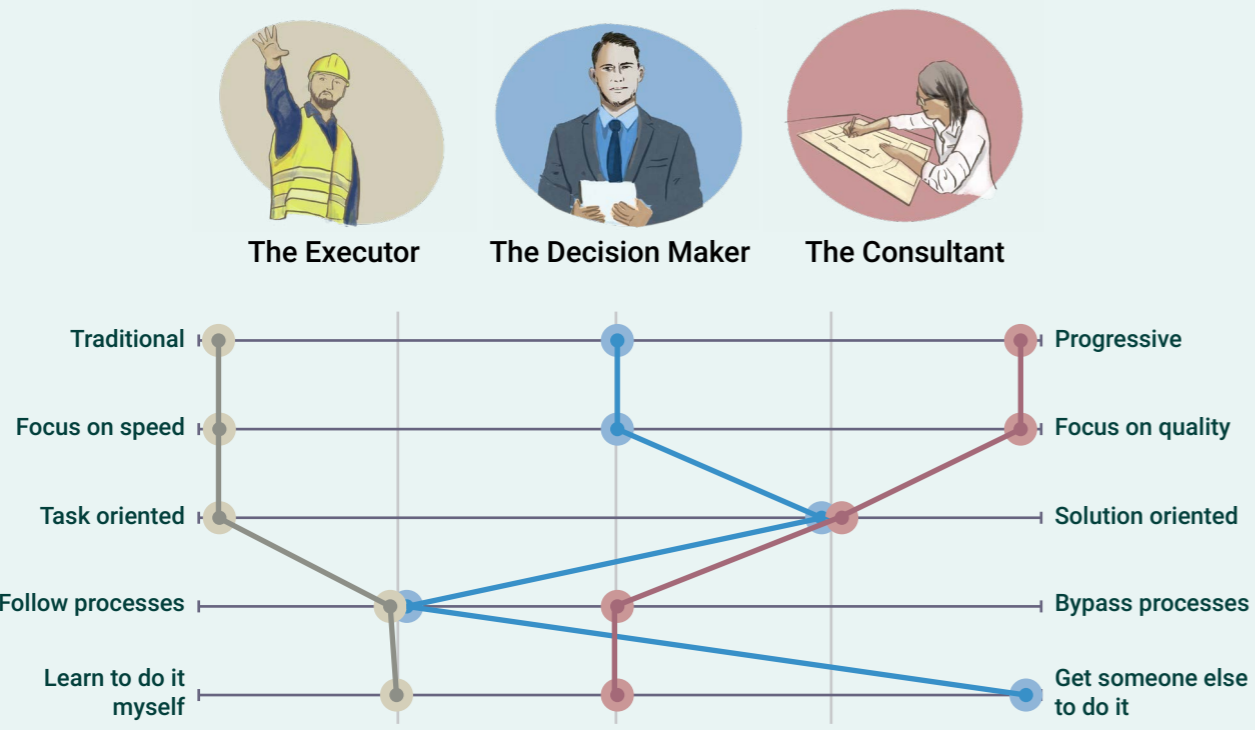 The Executor
The Decision Maker
The Consultant
Traditional
Progressive
Focus on speed
Focus on quality
Task oriented
Solution oriented
Follow processes
Bypass processes
Learn to do it
myself
Get someone else
to do it